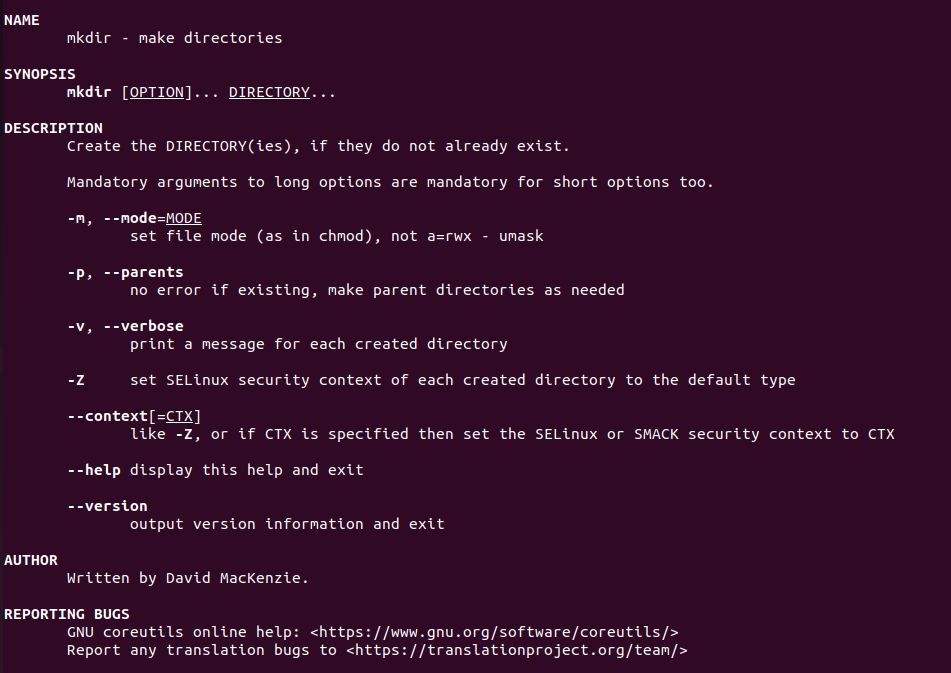 NAME
mkdir - make directories
SYNOPSIS
mkdir [OPTION]... DIRECTORY...
DESCRIPTION
Create the DIRECTORY(ies), if they do not already exist.
Mandatory arguments to long options are mandatory for short options too.
-m, --mode=MODE
set file mode (as in chmod), not a=rwx - umask
-p, --parents
no error if existing, make parent directories as needed
-v, --verbose
print a message for each created directory
-Z set SELinux security context of each created directory to the default type
--context[=CTX]
like -Z, or if CTX is specified then set the SELinux or SMACK security context to CTX
--help display this help and exit
--version
output version information and exit
AUTHOR
Written by David MacKenzie.
REPORTING BUGS
GNU coreutils online help: <https://www.gnu.org/software/coreutils/>
Report any translation bugs to <https://translationproject.org/team/>